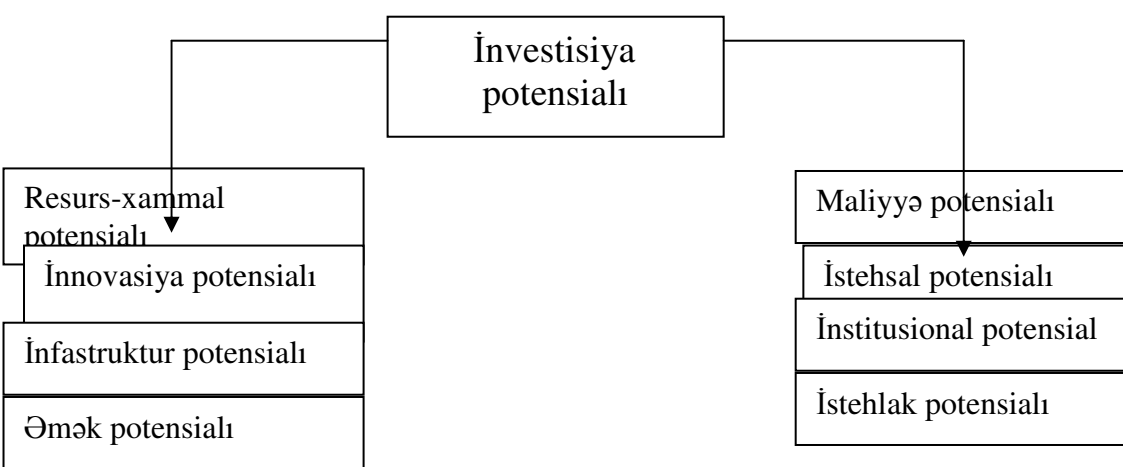 İnvestisiya
potensialı
Resurs-xammal
potensialı
İnnovasiya potensialı
İnfastruktur potensialı
Əmək potensialı
Maliyyə potensialı
İstehsal potensialı
İnstitusional potensial
İstehlak potensialı